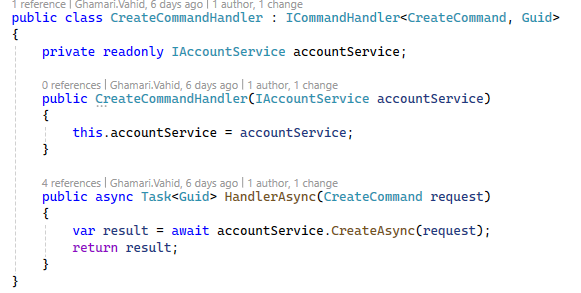 1 reference | Ghamari.Vahid, 6 days ago | 1 author, 1 change
public class CreateCommandHandler : ICommandHandler<CreateCommand, Guid>
{
    private readonly IAccountService accountService;
    0 references | Ghamari.Vahid, 6 days ago | 1 author, 1 change
    public CreateCommandHandler(IAccountService accountService)
    {
        this.accountService = accountService;
    }
    4 references | Ghamari.Vahid, 6 days ago | 1 author, 1 change
    public async Task<Guid> HandlerAsync(CreateCommand request)
    {
        var result = await accountService.CreateAsync(request);
        return result;
    }
}